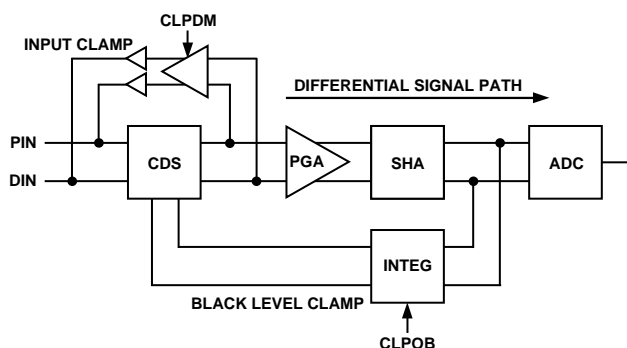 CLPDM
INPUT CLAMP
DIFFERENTIAL SIGNAL PATH
PIN
DIN
CDS
PGA
SHA
ADC
INTEG
BLACK LEVEL CLAMP
CLPOB